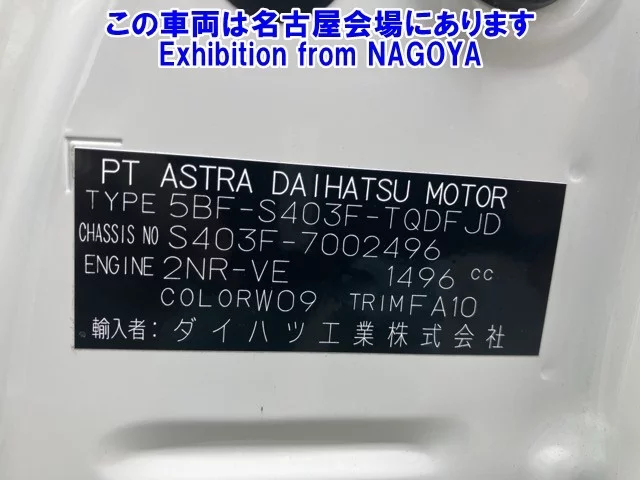 この車両は名古屋会場にあります
Exhibition from NAGOYA
PT ASTRA DAIHATSU MOTOR
TYPE 5BF-S403F-TQDFJD
CHASSIS NO S403F-7002496
ENGINE 2NR-VE 1496 cc
COLOR W09 TRIM FA10
輸入者: ダイハツ工業株式会社